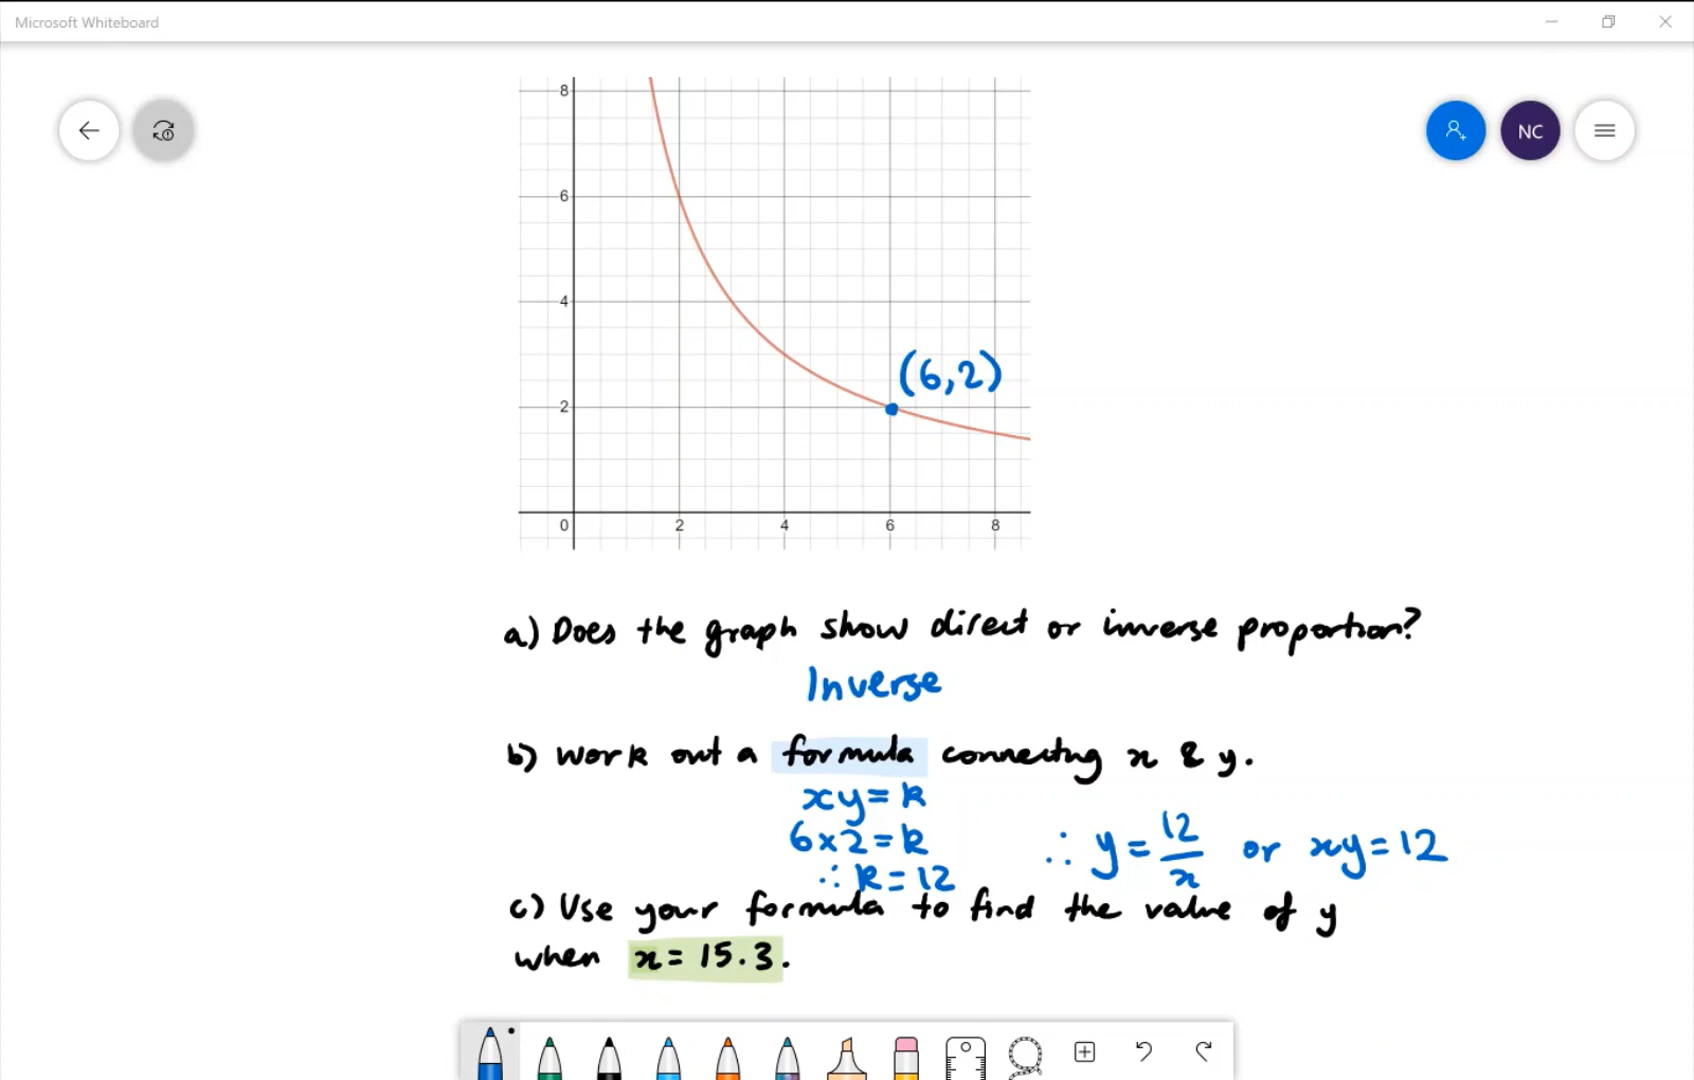 Microsoft Whiteboard
NC
8
6
4
2
0 2 4 6 8
(6,2)
a) Does the graph show direct or inverse proportion?
Inverse
b) Work out a formula connecting x & y.
xy = k
6 × 2 = k
∴ k = 12
∴ y = 12/x or xy = 12
c) Use your formula to find the value of y
when x = 15.3.